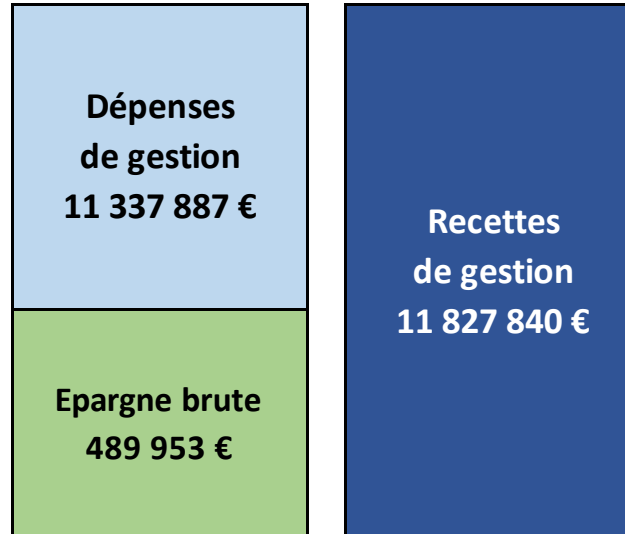 Dépenses
de gestion
11 337 887 €
Epargne brute
489 953 €
Recettes
de gestion
11 827 840 €